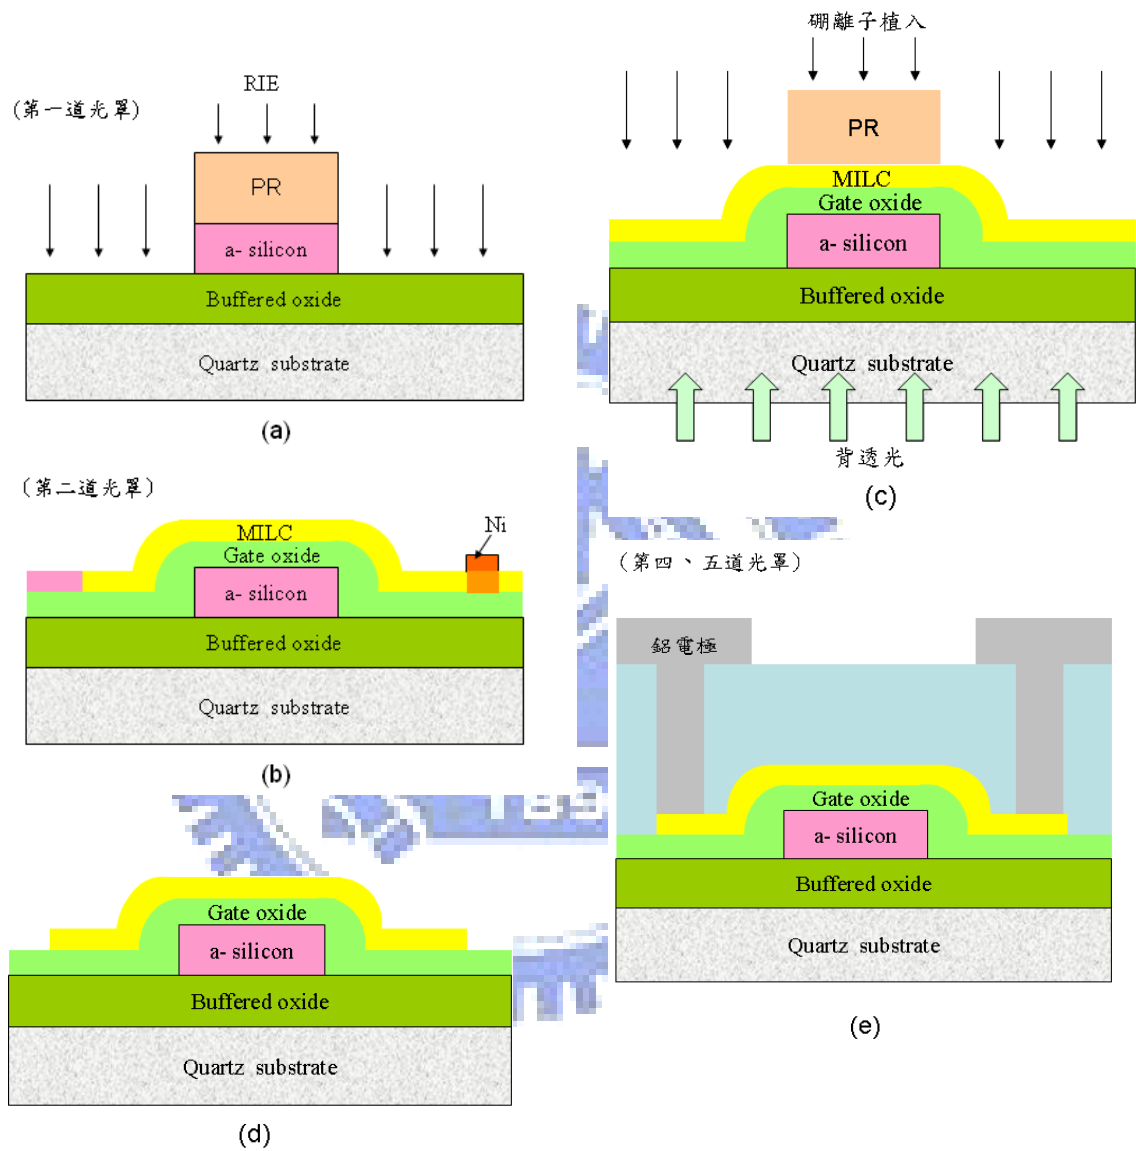 (第一道光罩)
RIE
PR
a- silicon
Buffered oxide
Quartz substrate
(a)
(第二道光罩)
Ni
MILC
Gate oxide
a- silicon
Buffered oxide
Quartz substrate
(b)
硼離子植入
PR
MILC
Gate oxide
a- silicon
Buffered oxide
Quartz substrate
背透光
(c)
Gate oxide
a- silicon
Buffered oxide
Quartz substrate
(d)
(第四、五道光罩)
鋁電極
Gate oxide
a- silicon
Buffered oxide
Quartz substrate
(e)